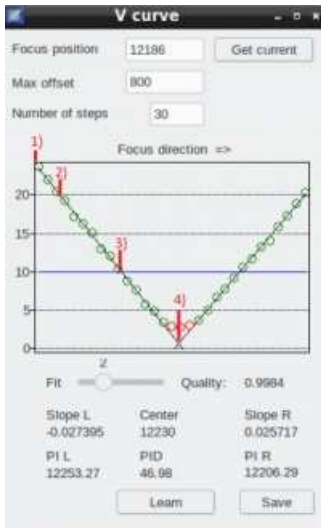 V curve
Focus position 12186 Get current
Max offset 800
Number of steps 30
1)
Focus direction =>
2)
20
15
3)
10
4)
5
0
2
Fit Quality: 0.9984
Slope L Center Slope R
-0.027395 12230 0.025717
PI L PID PI R
12253.27 46.98 12206.29
Learn Save